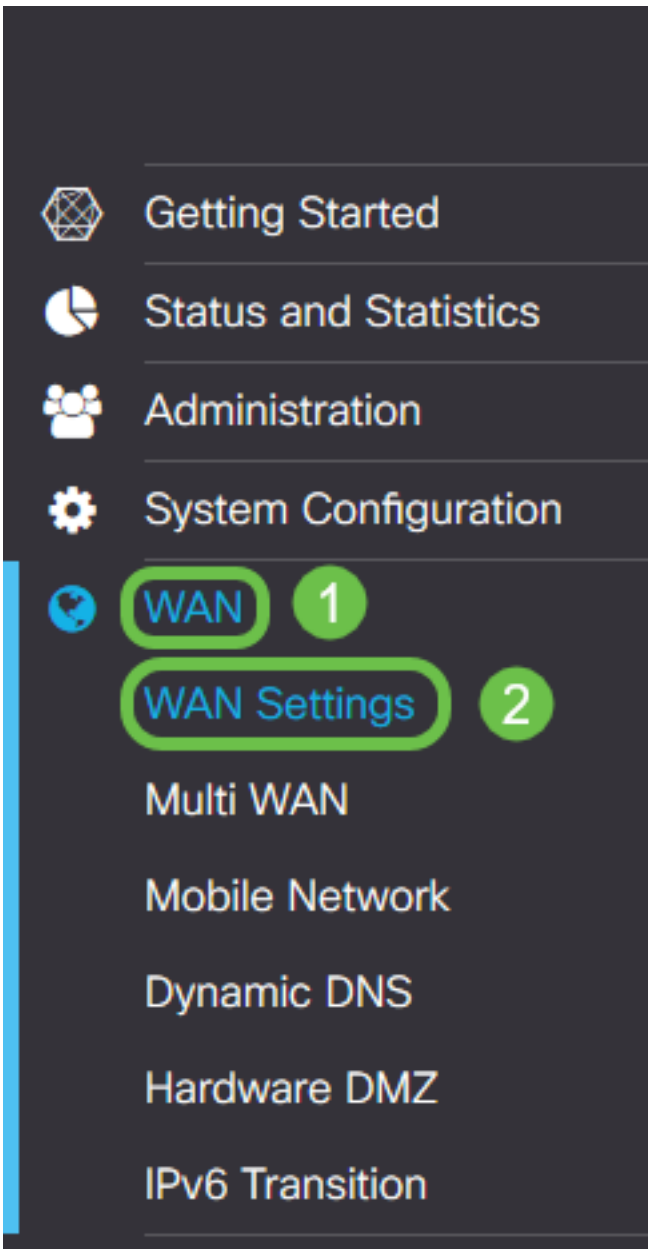 Getting Started
Status and Statistics
Administration
System Configuration
WAN 1
WAN Settings 2
Multi WAN
Mobile Network
Dynamic DNS
Hardware DMZ
IPv6 Transition